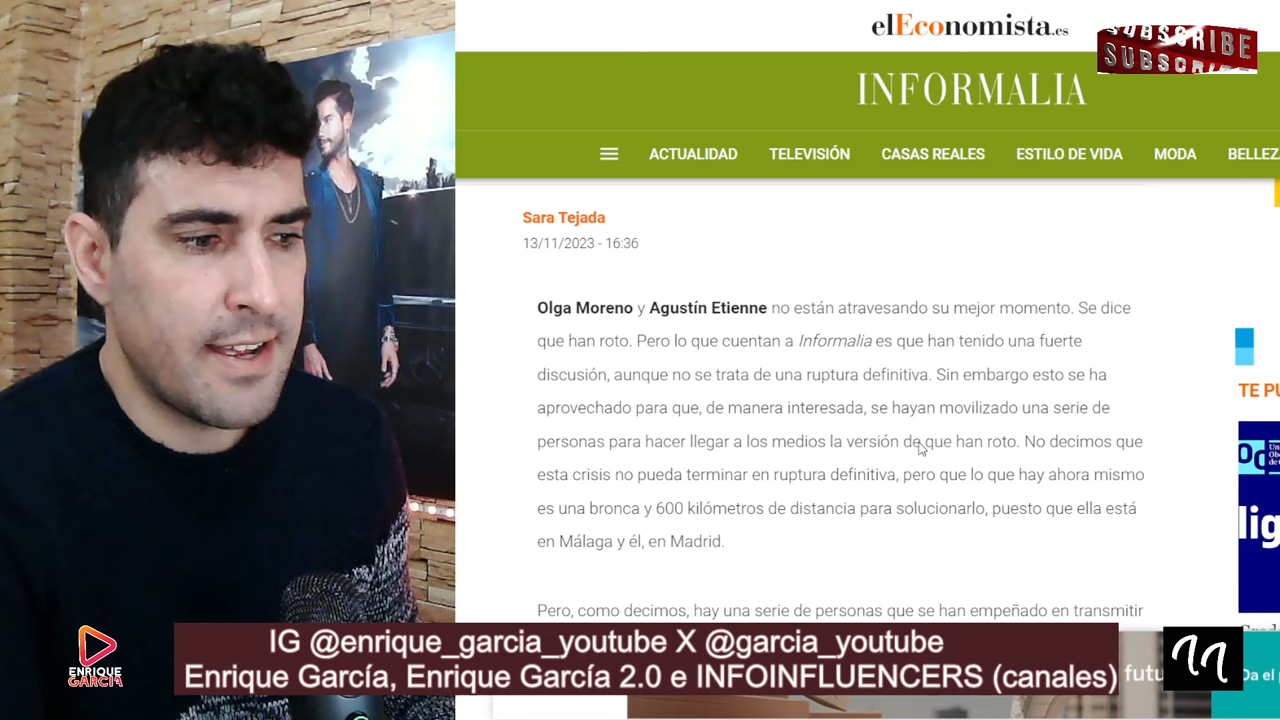 elEconomista.es
SUBSCRIBE
SUBSCRIBE
INFORMALIA
ACTUALIDAD TELEVISIÓN CASAS REALES ESTILO DE VIDA MODA BELLEZ
Sara Tejada
13/11/2023 - 16:36
Olga Moreno y Agustín Etienne no están atravesando su mejor momento. Se dice
que han roto. Pero lo que cuentan a Informalia es que han tenido una fuerte
discusión, aunque no se trata de una ruptura definitiva. Sin embargo esto se ha
aprovechado para que, de manera interesada, se hayan movilizado una serie de
personas para hacer llegar a los medios la versión de que han roto. No decimos que
esta crisis no pueda terminar en ruptura definitiva, pero que lo que hay ahora mismo
es una bronca y 600 kilómetros de distancia para solucionarlo, puesto que ella está
en Málaga y él, en Madrid.
Pero, como decimos, hay una serie de personas que se han empeñado en transmitir
TE PU
lig
IG @enrique_garcia_youtube X @garcia_youtube
Enrique García, Enrique García 2.0 e INFOINFLUENCERS (canales)
ENRIQUE
GARCÍA
futu
Da el p